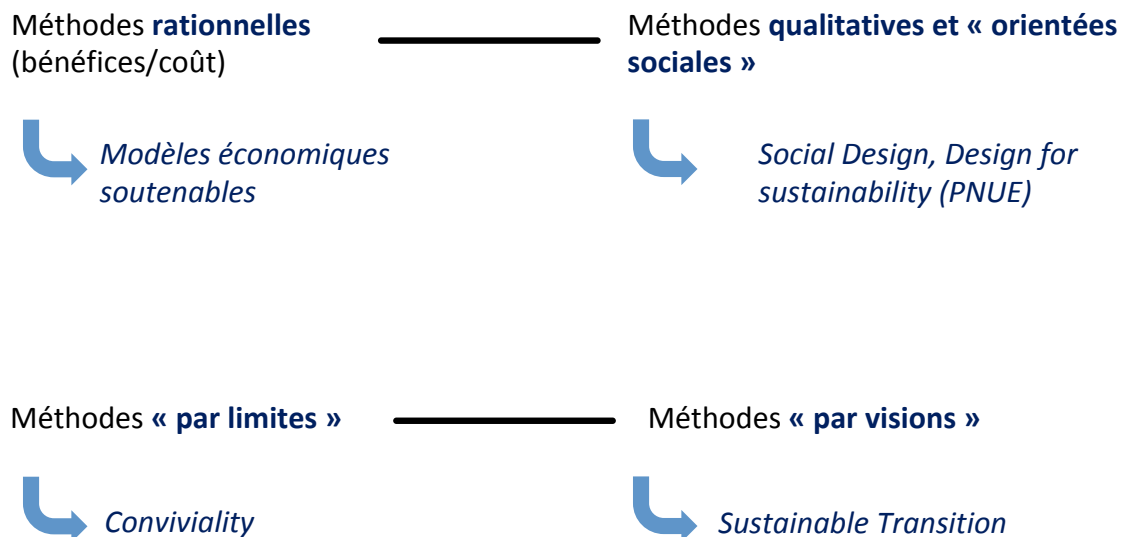 Méthodes rationnelles
(bénéfices/coût)
Méthodes qualitatives et « orientées
sociales »
Modèles économiques
soutenables
Social Design, Design for
sustainability (PNUE)
Méthodes « par limites »
Méthodes « par visions »
Conviviality
Sustainable Transition